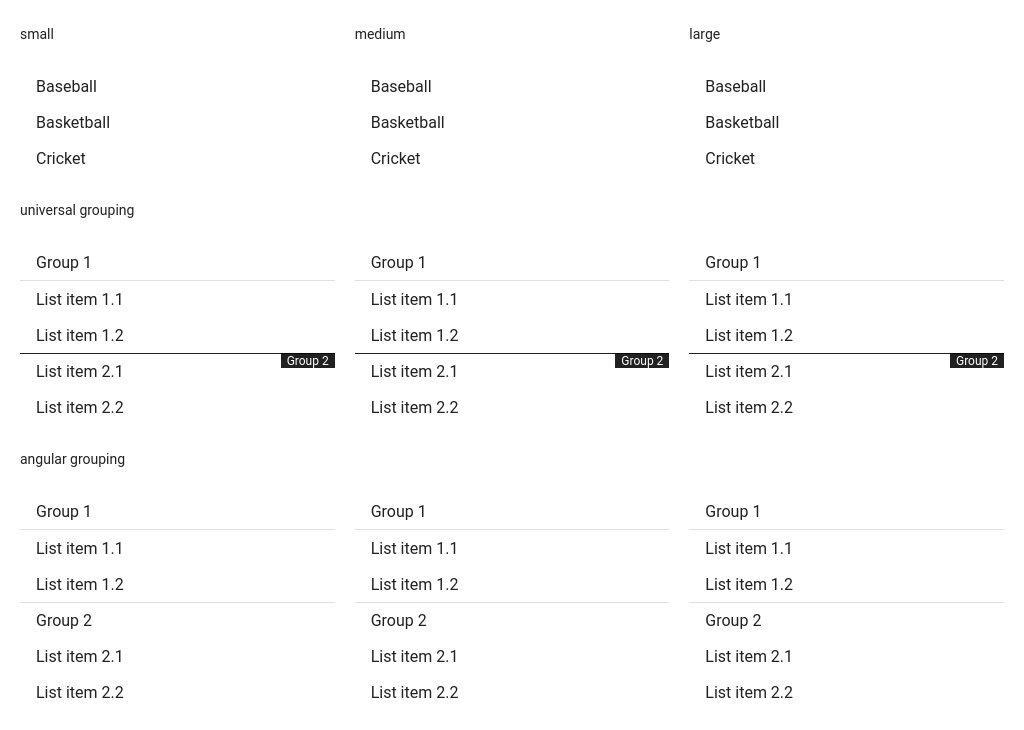 small medium large
Baseball Baseball Baseball
Basketball Basketball Basketball
Cricket Cricket Cricket
universal grouping
Group 1 Group 1 Group 1
List item 1.1 List item 1.1 List item 1.1
List item 1.2 List item 1.2 List item 1.2
Group 2 Group 2 Group 2
List item 2.1 List item 2.1 List item 2.1
List item 2.2 List item 2.2 List item 2.2
angular grouping
Group 1 Group 1 Group 1
List item 1.1 List item 1.1 List item 1.1
List item 1.2 List item 1.2 List item 1.2
Group 2 Group 2 Group 2
List item 2.1 List item 2.1 List item 2.1
List item 2.2 List item 2.2 List item 2.2